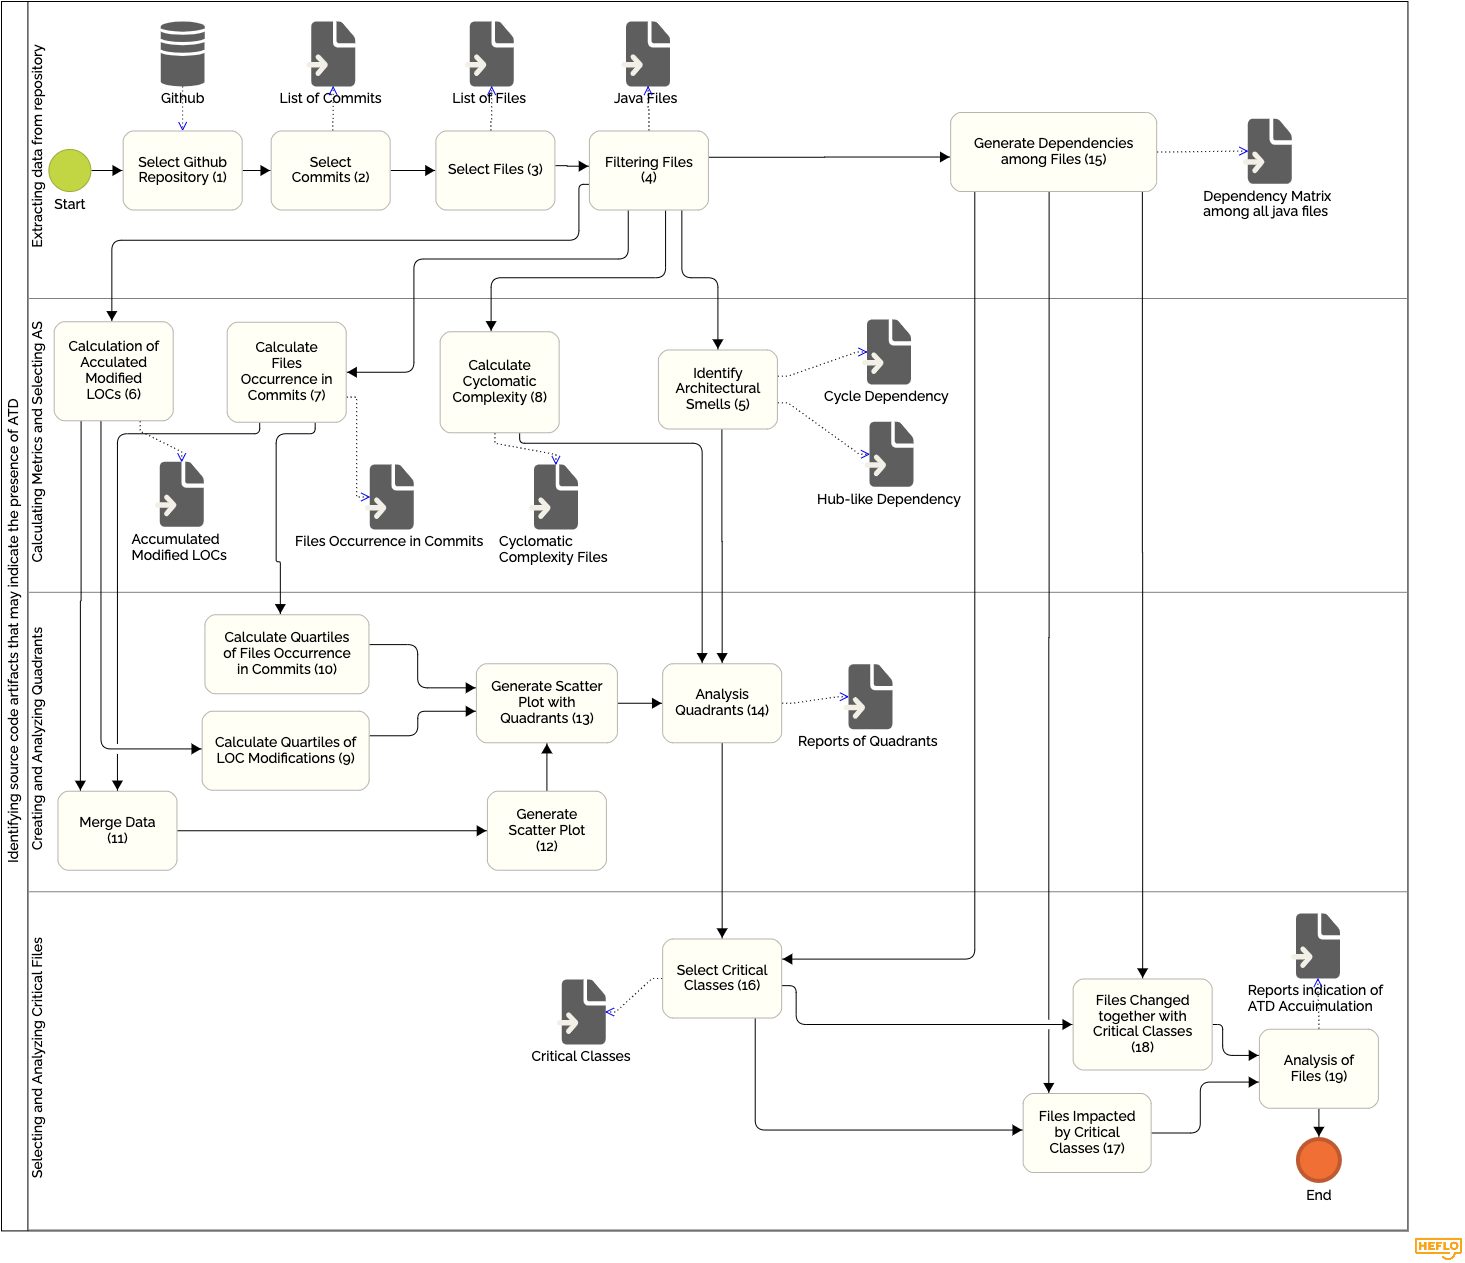 Identifying source code artifacts that may indicate the presence of ATD
Extracting data from repository
Github
List of Commits
List of Files
Java Files
Start
Select Github
Repository (1)
Select
Commits (2)
Select Files (3)
Filtering Files
(4)
Generate Dependencies
among Files (15)
Dependency Matrix
among all java files
Calculating Metrics and Selecting AS
Calculation of
Acculated
Modified
LOCs (6)
Calculate
Files
Occurrence in
Commits (7)
Calculate
Cyclomatic
Complexity (8)
Identify
Architectural
Smells (5)
Cycle Dependency
Hub-like Dependency
Accumulated
Modified LOCs
Files Occurrence in Commits
Cyclomatic
Complexity Files
Creating and Analyzing Quadrants
Calculate Quartiles
of Files Occurrence
in Commits (10)
Calculate Quartiles of
LOC Modifications (9)
Generate Scatter
Plot with
Quadrants (13)
Analysis
Quadrants (14)
Reports of Quadrants
Merge Data
(11)
Generate
Scatter Plot
(12)
Selecting and Analyzing Critical Files
Select Critical
Classes (16)
Critical Classes
Files Changed
together with
Critical Classes
(18)
Files Impacted
by Critical
Classes (17)
Reports indication of
ATD Accuimulation
Analysis of
Files (19)
End
HEFLO